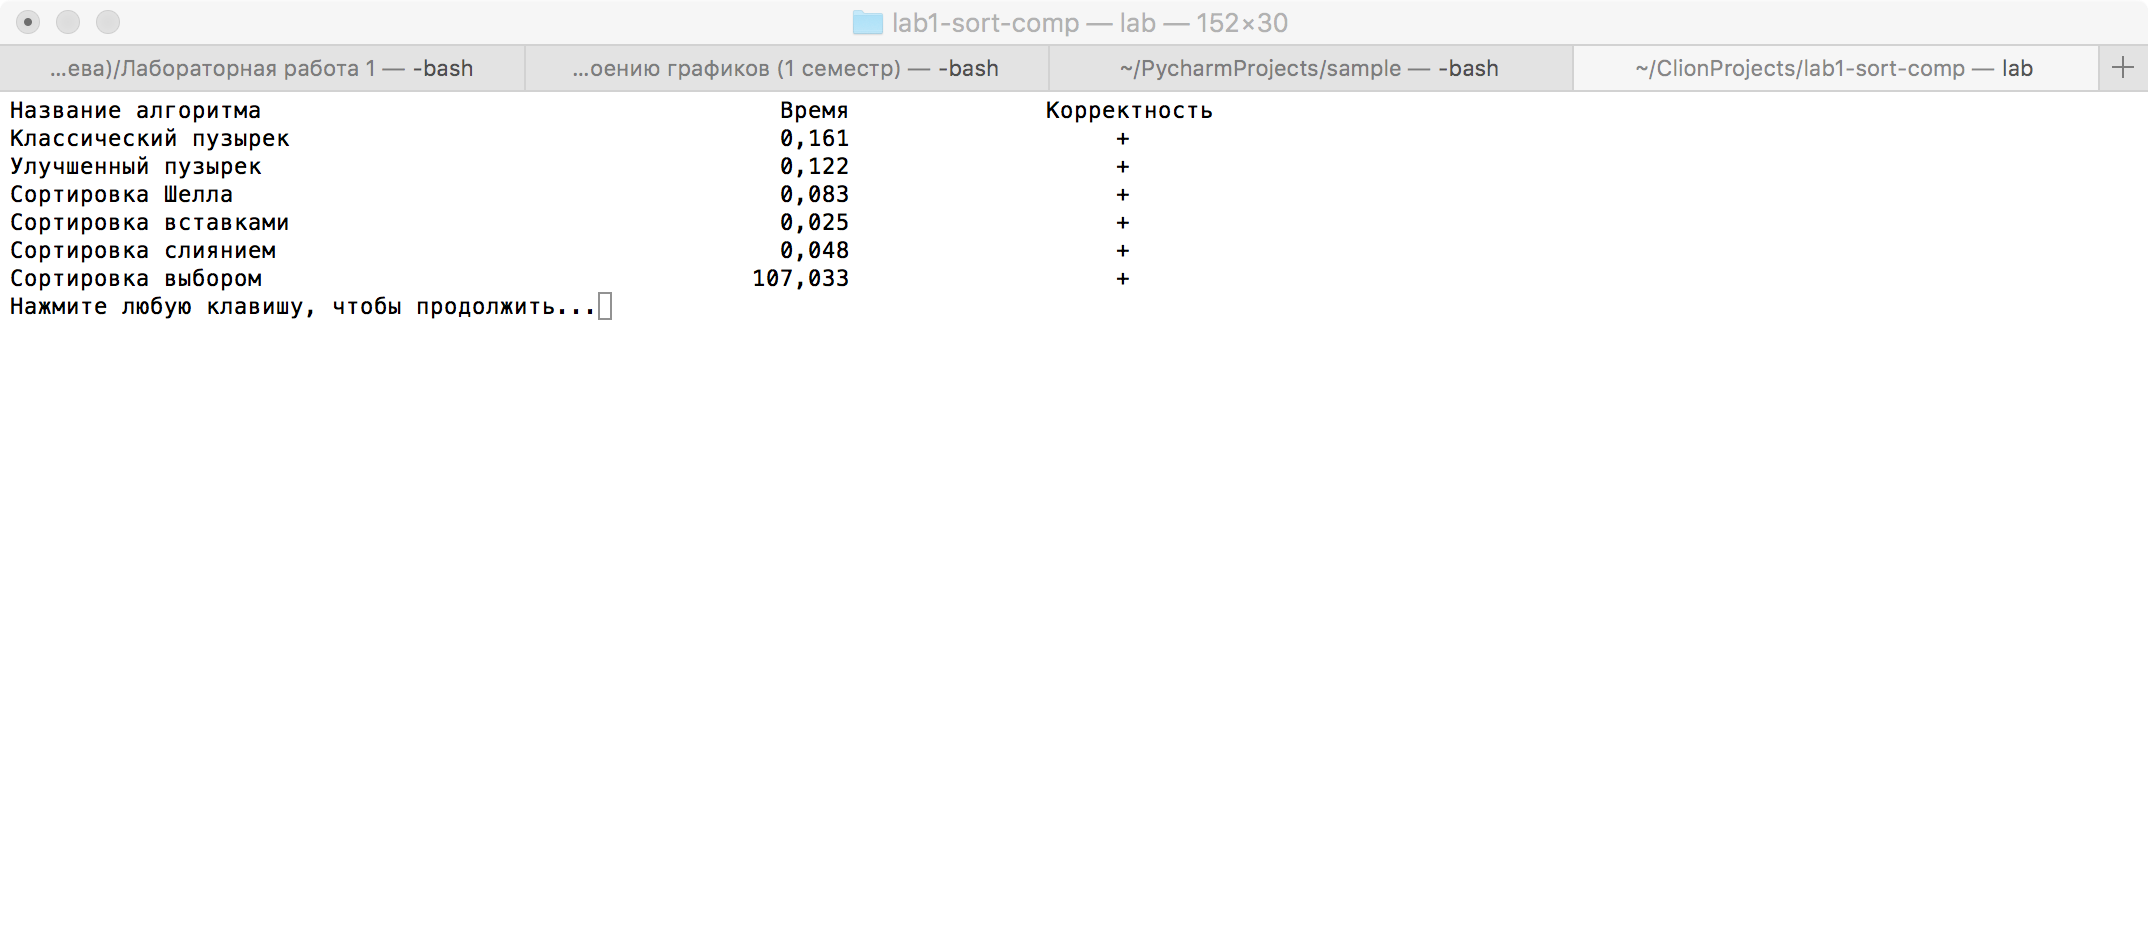 lab1-sort-comp — lab — 152×30
...ева)/Лабораторная работа 1 — -bash
...оению графиков (1 семестр) — -bash
~/PycharmProjects/sample — -bash
~/ClionProjects/lab1-sort-comp — lab
Название алгоритма Время Корректность
Классический пузырек 0,161 +
Улучшенный пузырек 0,122 +
Сортировка Шелла 0,083 +
Сортировка вставками 0,025 +
Сортировка слиянием 0,048 +
Сортировка выбором 107,033 +
Нажмите любую клавишу, чтобы продолжить...